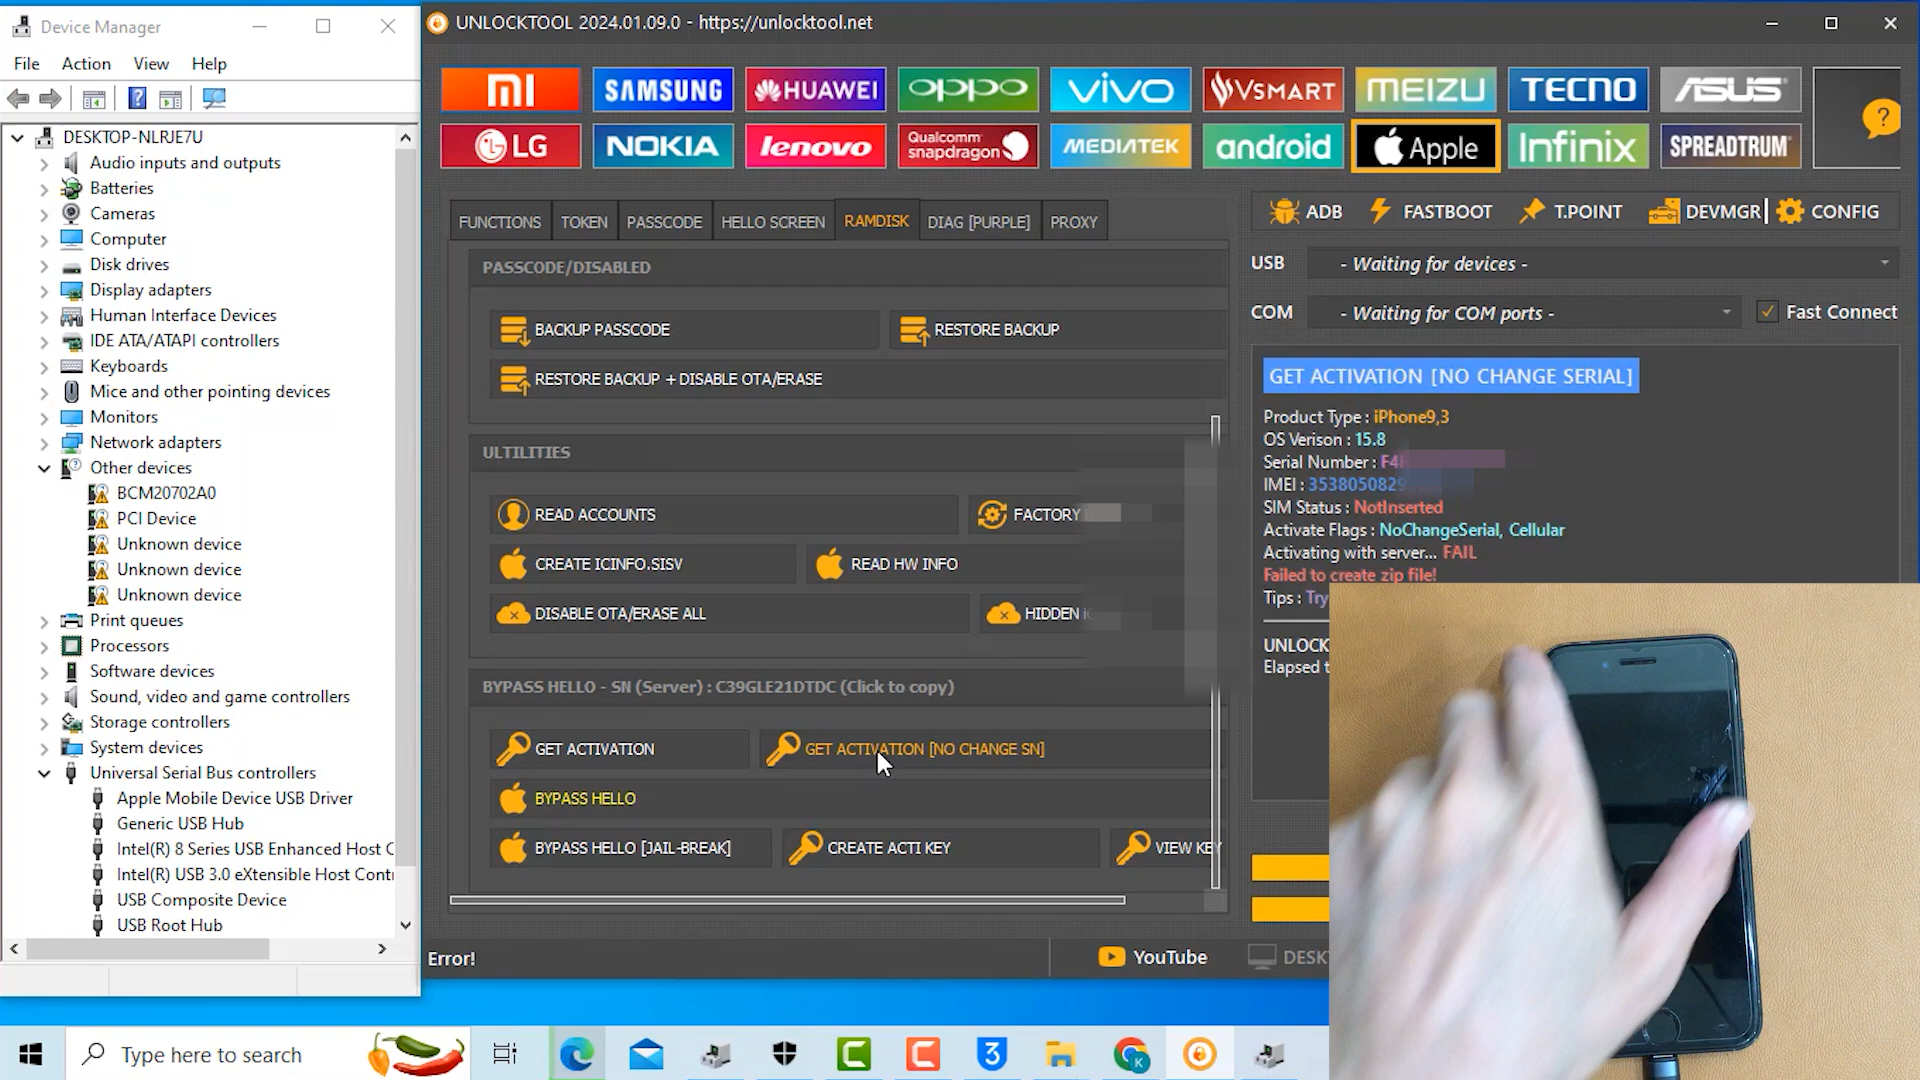 Device Manager
File Action View Help
DESKTOP-NLRJE7U
Audio inputs and outputs
Batteries
Cameras
Computer
Disk drives
Display adapters
Human Interface Devices
IDE ATA/ATAPI controllers
Keyboards
Mice and other pointing devices
Monitors
Network adapters
Other devices
BCM20702A0
PCI Device
Unknown device
Unknown device
Unknown device
Print queues
Processors
Software devices
Sound, video and game controllers
Storage controllers
System devices
Universal Serial Bus controllers
Apple Mobile Device USB Driver
Generic USB Hub
Intel(R) 8 Series USB Enhanced Host C
Intel(R) USB 3.0 eXtensible Host Contr
USB Composite Device
USB Root Hub
UNLOCKTOOL 2024.01.09.0 - https://unlocktool.net
MI SAMSUNG HUAWEI oppo vivo VSMART MEIZU TECNO ASUS
LG NOKIA lenovo Qualcomm snapdragon MEDIATEK android Apple Infinix SPREADTRUM
?
FUNCTIONS TOKEN PASSCODE HELLO SCREEN RAMDISK DIAG [PURPLE] PROXY
PASSCODE/DISABLED
BACKUP PASSCODE RESTORE BACKUP
RESTORE BACKUP + DISABLE OTA/ERASE
ULTILITIES
READ ACCOUNTS FACTORY
CREATE ICINFO.SISV READ HW INFO
DISABLE OTA/ERASE ALL HIDDEN
BYPASS HELLO - SN (Server) : C39GLE21DTDC (Click to copy)
GET ACTIVATION GET ACTIVATION [NO CHANGE SN]
BYPASS HELLO
BYPASS HELLO [JAIL-BREAK] CREATE ACTI KEY VIEW KEY
Error!
YouTube DESK
ADB FASTBOOT T.POINT DEVMGR CONFIG
USB - Waiting for devices -
COM - Waiting for COM ports - Fast Connect
GET ACTIVATION [NO CHANGE SERIAL]
Product Type : iPhone9,3
OS Verison : 15.8
Serial Number : F4
IMEI : 3538050829
SIM Status : NotInserted
Activate Flags : NoChangeSerial, Cellular
Activating with server... FAIL
Failed to create zip file!
Tips : Try
UNLOCK
Elapsed t
Type here to search
3
K